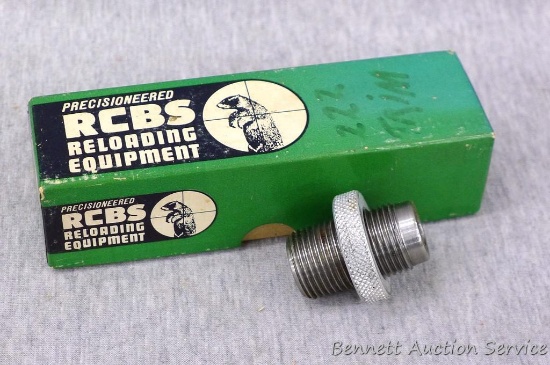 PRECISIONEERED
RCBS
RELOADING
EQUIPMENT
222
TRIM
PRECISIONEERED
RCBS
RELOADING
EQUIPMENT
Bennett Auction Service